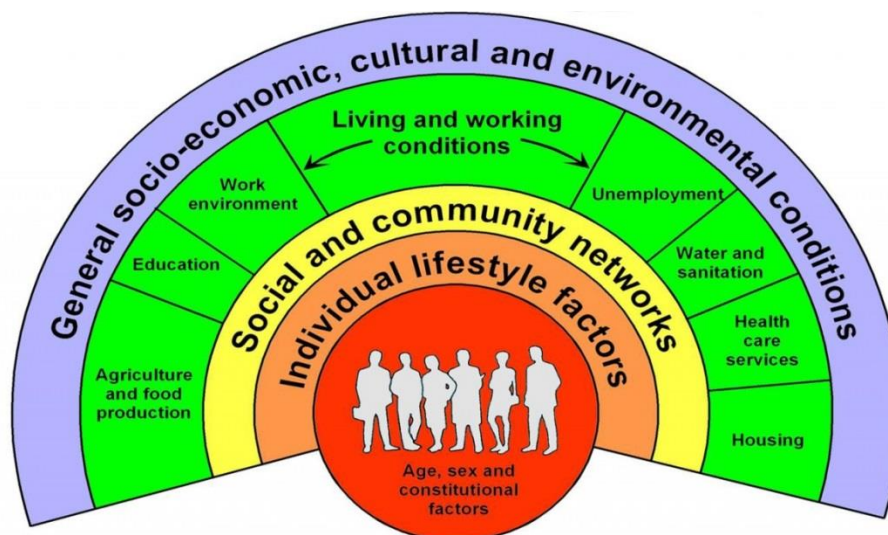 General socio-economic, cultural and environmental conditions
Living and working
conditions
Work
environment
Unemployment
Education
Water and
sanitation
Agriculture
and food
production
Health
care
services
Housing
Social and community networks
Individual lifestyle factors
Age, sex and
constitutional
factors